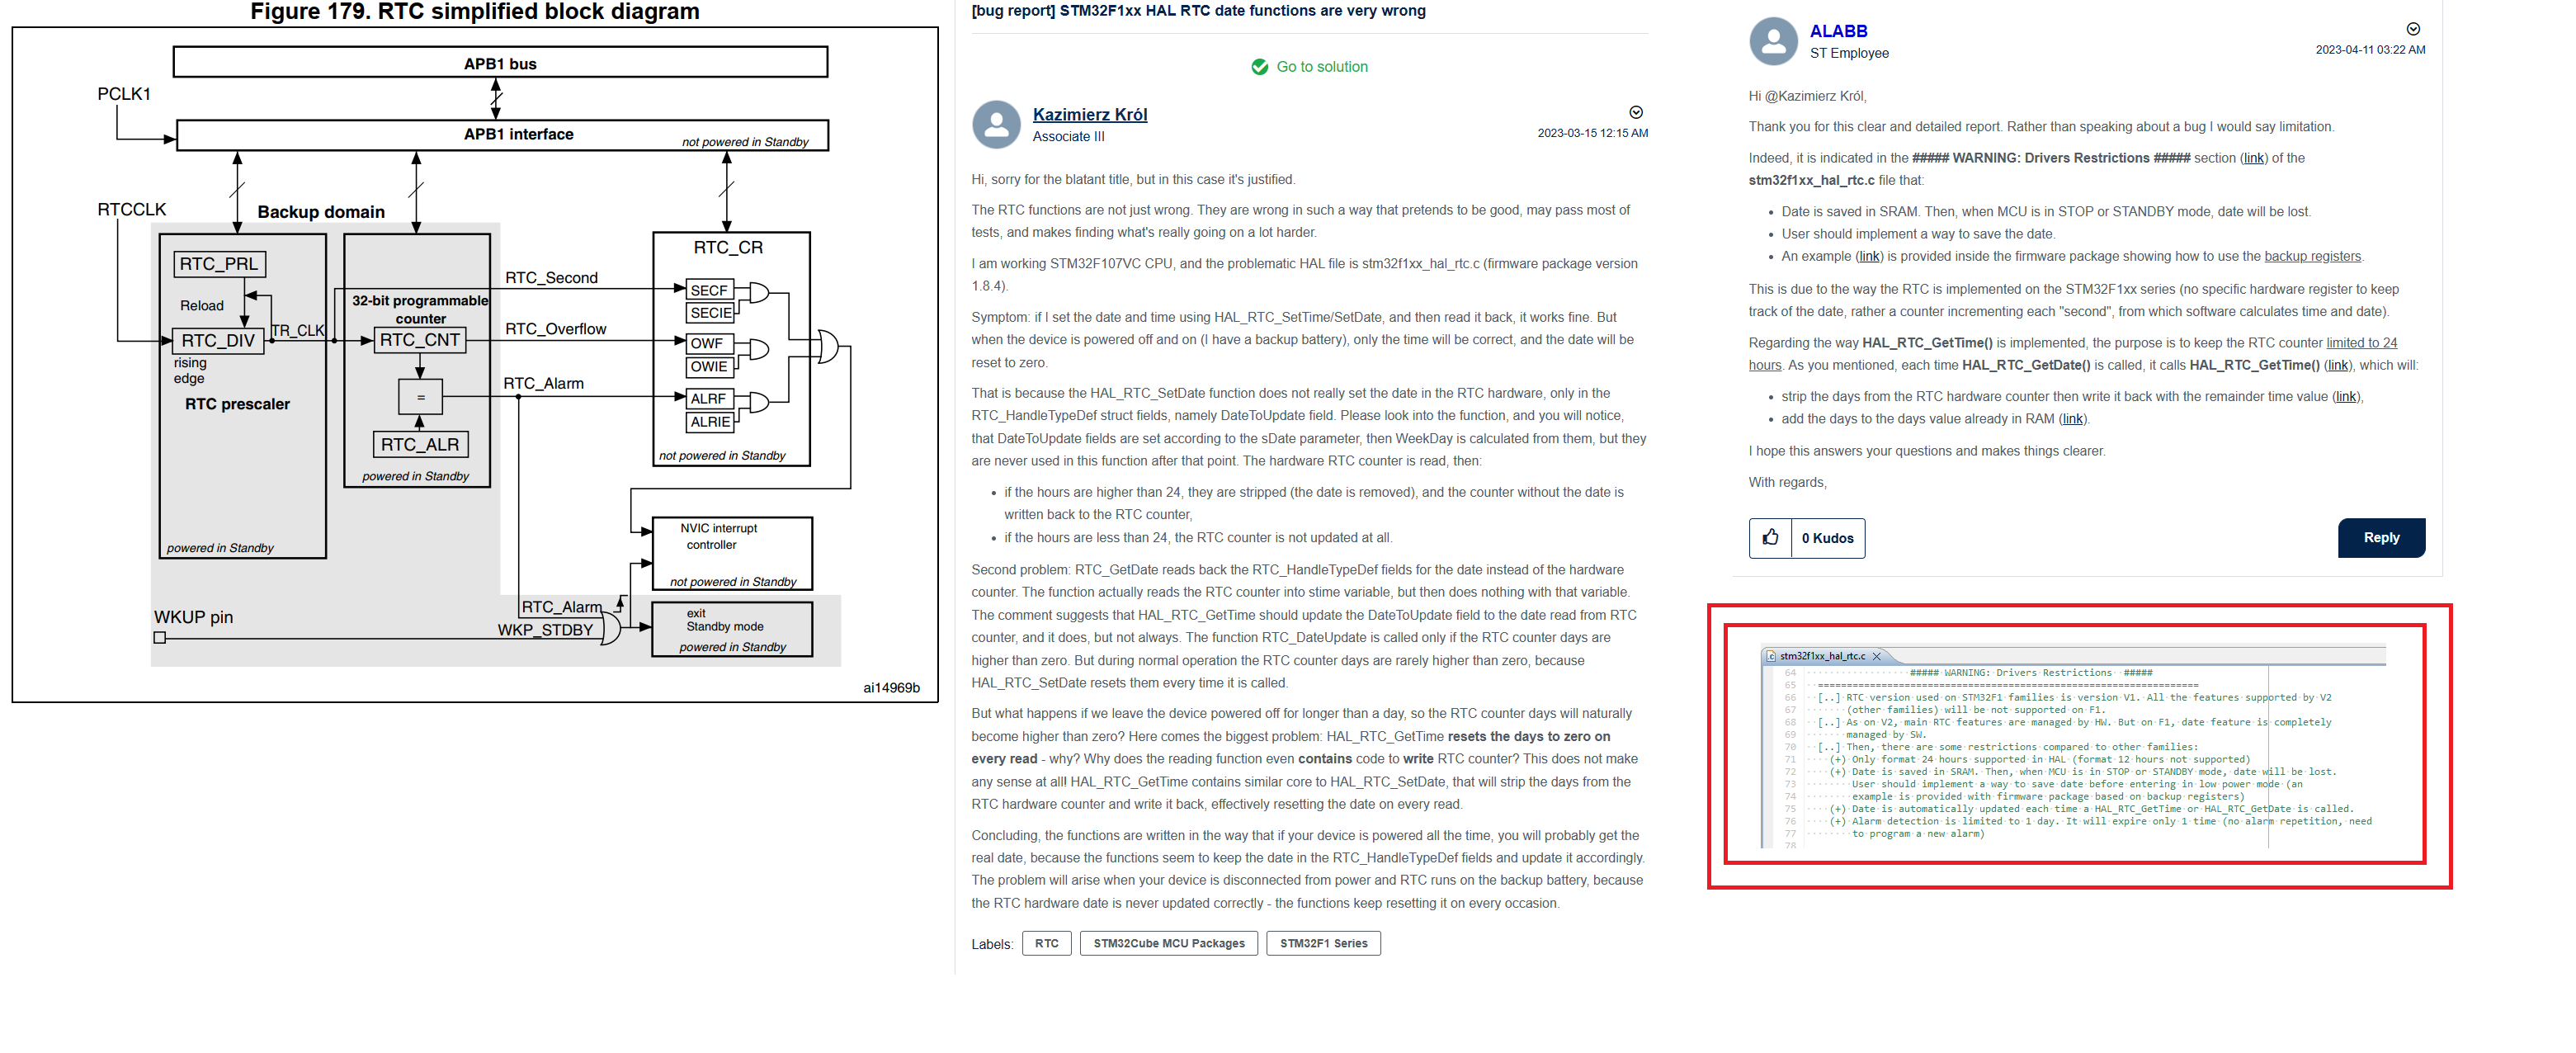 Figure 179. RTC simplified block diagram
APB1 bus
PCLK1
APB1 interface
not powered in Standby
RTCCLK
Backup domain
RTC_CR
RTC_PRL
RTC_Second
SECF
Reload
32-bit programmable
counter
SECIE
TR_CLK
RTC_Overflow
RTC_DIV
RTC_CNT
OWF
rising
edge
OWIE
RTC_Alarm
RTC prescaler
=
ALRF
ALRIE
RTC_ALR
not powered in Standby
powered in Standby
NVIC interrupt
controller
powered in Standby
not powered in Standby
RTC_Alarm
exit
WKUP pin
WKP_STDBY
Standby mode
powered in Standby
ai14969b
[bug report] STM32F1xx HAL RTC date functions are very wrong
Go to solution
Kazimierz Król
Associate III
2023-03-15 12:15 AM
Hi, sorry for the blatant title, but in this case it's justified.
The RTC functions are not just wrong. They are wrong in such a way that pretends to be good, may pass most of
tests, and makes finding what's really going on a lot harder.
I am working STM32F107VC CPU, and the problematic HAL file is stm32f1xx_hal_rtc.c (firmware package version
1.8.4).
Symptom: if I set the date and time using HAL_RTC_SetTime/SetDate, and then read it back, it works fine. But
when the device is powered off and on (I have a backup battery), only the time will be correct, and the date will be
reset to zero.
That is because the HAL_RTC_SetDate function does not really set the date in the RTC hardware, only in the
RTC_HandleTypeDef struct fields, namely DateToUpdate field. Please look into the function, and you will notice,
that DateToUpdate fields are set according to the sDate parameter, then WeekDay is calculated from them, but they
are never used in this function after that point. The hardware RTC counter is read, then:
• if the hours are higher than 24, they are stripped (the date is removed), and the counter without the date is
written back to the RTC counter,
• if the hours are less than 24, the RTC counter is not updated at all.
Second problem: RTC_GetDate reads back the RTC_HandleTypeDef fields for the date instead of the hardware
counter. The function actually reads the RTC counter into stime variable, but then does nothing with that variable.
The comment suggests that HAL_RTC_GetTime should update the DateToUpdate field to the date read from RTC
counter, and it does, but not always. The function RTC_DateUpdate is called only if the RTC counter days are
higher than zero. But during normal operation the RTC counter days are rarely higher than zero, because
HAL_RTC_SetDate resets them every time it is called.
But what happens if we leave the device powered off for longer than a day, so the RTC counter days will naturally
become higher than zero? Here comes the biggest problem: HAL_RTC_GetTime resets the days to zero on
every read - why? Why does the reading function even contains code to write RTC counter? This does not make
any sense at all! HAL_RTC_GetTime contains similar core to HAL_RTC_SetDate, that will strip the days from the
RTC hardware counter and write it back, effectively resetting the date on every read.
Concluding, the functions are written in the way that if your device is powered all the time, you will probably get the
real date, because the functions seem to keep the date in the RTC_HandleTypeDef fields and update it accordingly.
The problem will arise when your device is disconnected from power and RTC runs on the backup battery, because
the RTC hardware date is never updated correctly - the functions keep resetting it on every occasion.
Labels: RTC STM32Cube MCU Packages STM32F1 Series
ALABB
ST Employee
2023-04-11 03:22 AM
Hi @Kazimierz Król,
Thank you for this clear and detailed report. Rather than speaking about a bug I would say limitation.
Indeed, it is indicated in the ##### WARNING: Drivers Restrictions ##### section (link) of the
stm32f1xx_hal_rtc.c file that:
• Date is saved in SRAM. Then, when MCU is in STOP or STANDBY mode, date will be lost.
• User should implement a way to save the date.
• An example (link) is provided inside the firmware package showing how to use the backup registers.
This is due to the way the RTC is implemented on the STM32F1xx series (no specific hardware register to keep
track of the date, rather a counter incrementing each "second", from which software calculates time and date).
Regarding the way HAL_RTC_GetTime() is implemented, the purpose is to keep the RTC counter limited to 24
hours. As you mentioned, each time HAL_RTC_GetDate() is called, it calls HAL_RTC_GetTime() (link), which will:
• strip the days from the RTC hardware counter then write it back with the remainder time value (link),
• add the days to the days value already in RAM (link).
I hope this answers your questions and makes things clearer.
With regards,
0 Kudos
Reply
stm32f1xx_hal_rtc.c
64 ##### WARNING: Drivers Restrictions #####
65 ==================================================================
66 [..] RTC version used on STM32F1 families is version V1. All the features supported by V2
67 (other families) will be not supported on F1.
68 [..] As on V2, main RTC features are managed by HW. But on F1, date feature is completely
69 managed by SW.
70 [..] Then, there are some restrictions compared to other families:
71 (+) Only format 24 hours supported in HAL (format 12 hours not supported)
72 (+) Date is saved in SRAM. Then, when MCU is in STOP or STANDBY mode, date will be lost.
73 User should implement a way to save date before entering in low power mode (an
74 example is provided with firmware package based on backup registers)
75 (+) Date is automatically updated each time a HAL_RTC_GetTime or HAL_RTC_GetDate is called.
76 (+) Alarm detection is limited to 1 day. It will expire only 1 time (no alarm repetition, need
77 to program a new alarm)
78